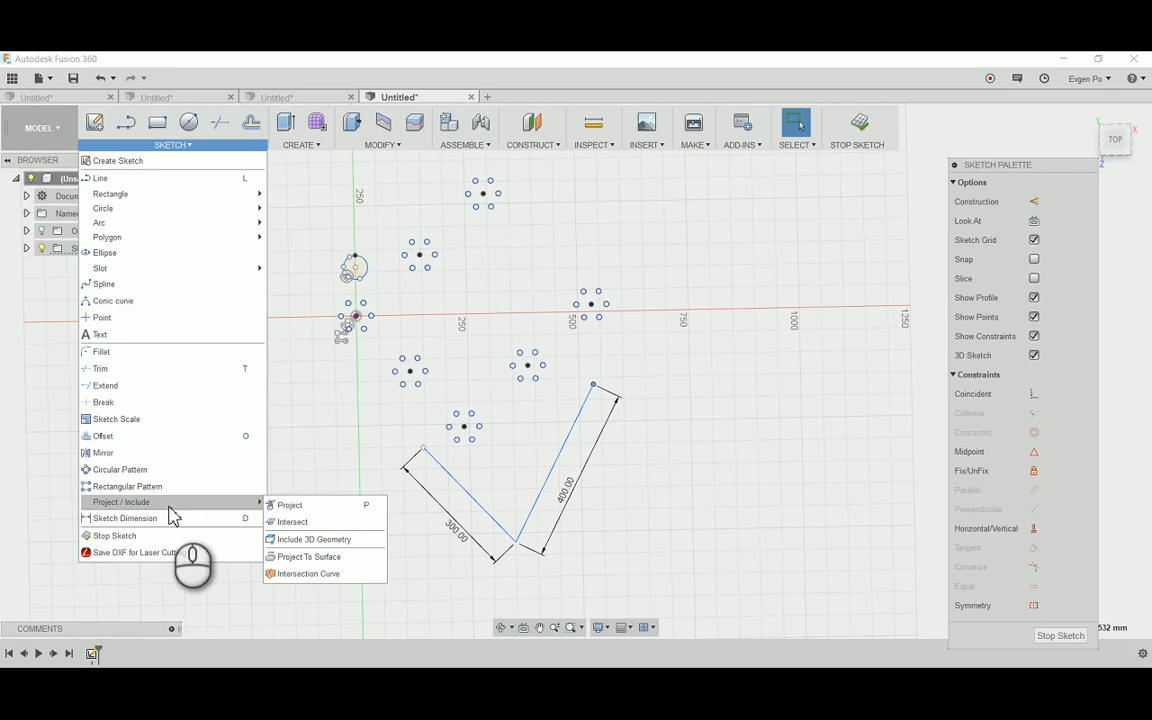 Autodesk Fusion 360
Evgen Po
Untitled*
Untitled*
Untitled*
Untitled*
MODEL
SKETCH
CREATE
MODIFY
ASSEMBLE
CONSTRUCT
INSPECT
INSERT
MAKE
ADD-INS
SELECT
STOP SKETCH
TOP
X
Y
Z
BROWSER
(Uns
Docum
Named
O
S
Create Sketch
Line L
Rectangle
Circle
Arc
Polygon
Ellipse
Slot
Spline
Conic curve
Point
Text
Fillet
Trim T
Extend
Break
Sketch Scale
Offset O
Mirror
Circular Pattern
Rectangular Pattern
Project / Include
Sketch Dimension D
Stop Sketch
Save DXF for Laser Cutting
Project P
Intersect
Include 3D Geometry
Project To Surface
Intersection Curve
250
250
500
750
1000
1250
300.00
400.00
SKETCH PALETTE
Options
Construction
Look At
Sketch Grid
Snap
Slice
Show Profile
Show Points
Show Constraints
3D Sketch
Constraints
Coincident
Collinear
Concentric
Midpoint
Fix/UnFix
Parallel
Perpendicular
Horizontal/Vertical
Tangent
Curvature
Equal
Symmetry
Stop Sketch
532 mm
COMMENTS